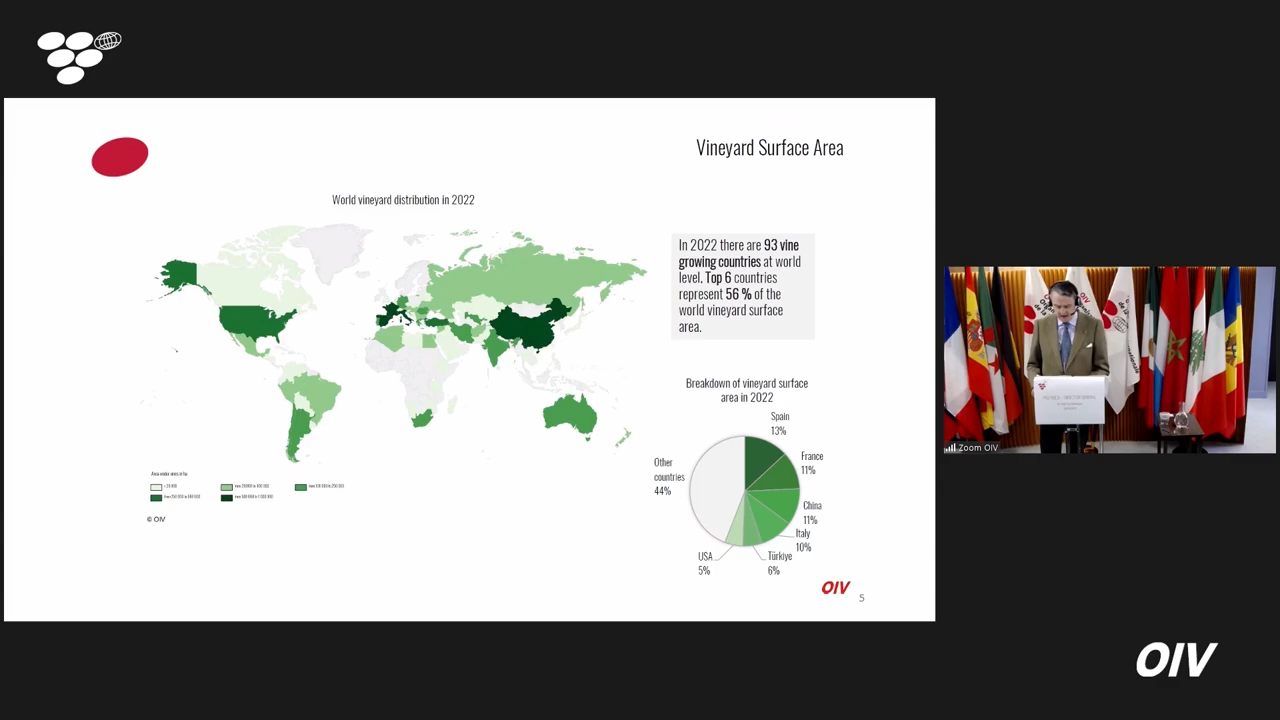 Vineyard Surface Area
World vineyard distribution in 2022
In 2022 there are 93 vine
growing countries at world
level. Top 6 countries
represent 56 % of the
world vineyard surface
area.
Breakdown of vineyard surface
area in 2022
Spain
13%
France
11%
China
11%
Italy
10%
Türkiye
6%
USA
5%
Other
countries
44%
© OIV
OIV
5
Zoom OIV
OIV